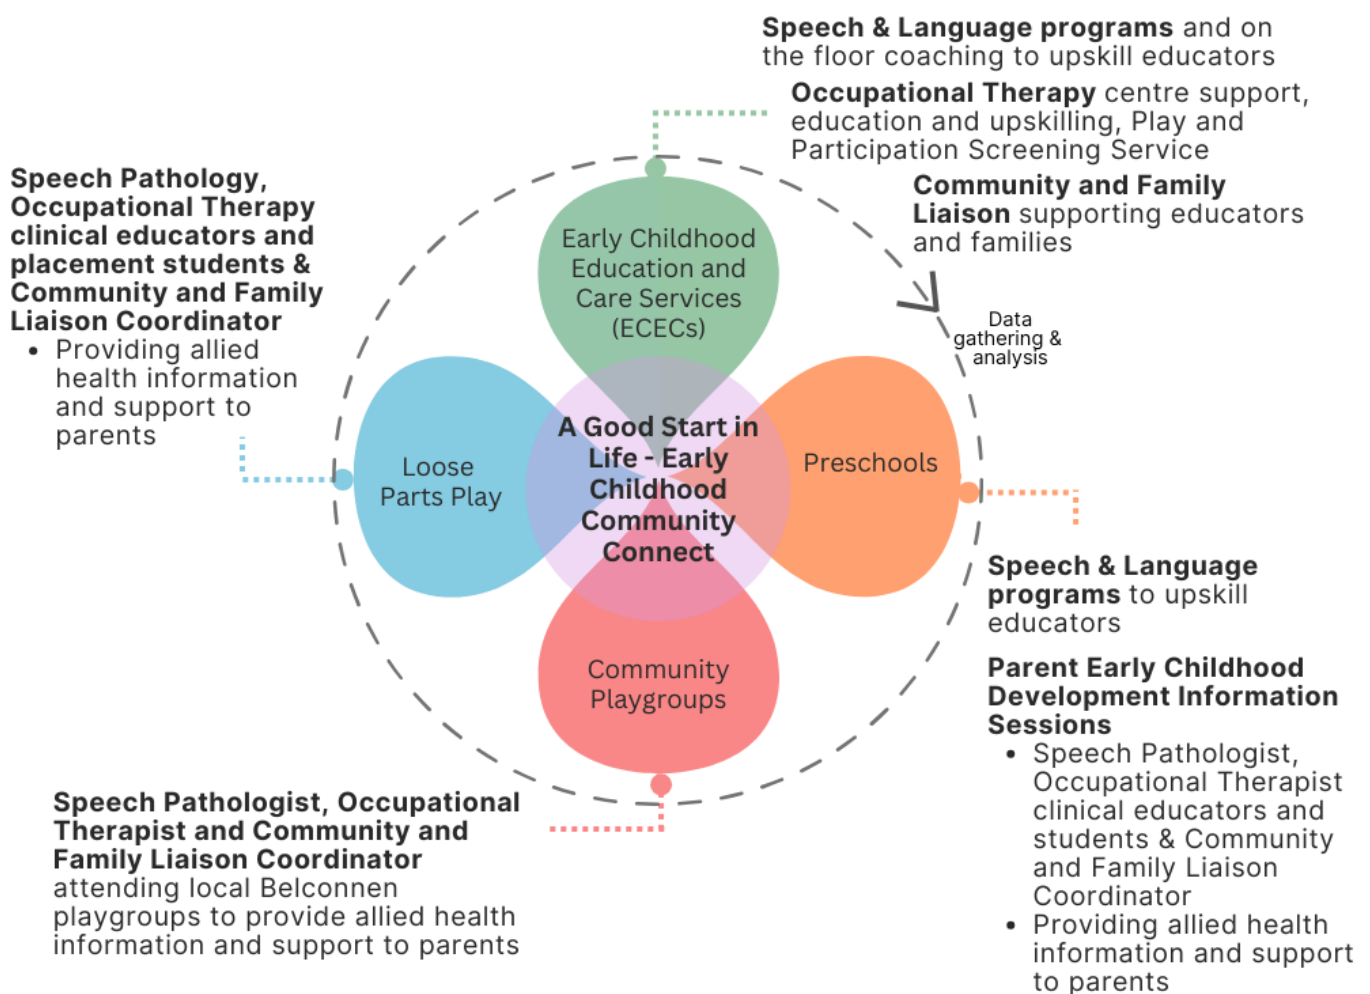 Speech & Language programs and on
the floor coaching to upskill educators
Occupational Therapy centre support,
education and upskilling, Play and
Participation Screening Service
Community and Family
Liaison supporting educators
and families
Speech Pathology,
Occupational Therapy
clinical educators and
placement students &
Community and Family
Liaison Coordinator
• Providing allied
health information
and support to
parents
Early Childhood
Education and
Care Services
(ECECs)
Data
gathering &
analysis
Loose
Parts Play
A Good Start in
Life - Early
Childhood
Community
Connect
Preschools
Community
Playgroups
Speech & Language
programs to upskill
educators
Parent Early Childhood
Development Information
Sessions
• Speech Pathologist,
Occupational Therapist
clinical educators and
students & Community
and Family Liaison
Coordinator
• Providing allied health
information and support
to parents
Speech Pathologist, Occupational
Therapist and Community and
Family Liaison Coordinator
attending local Belconnen
playgroups to provide allied health
information and support to parents